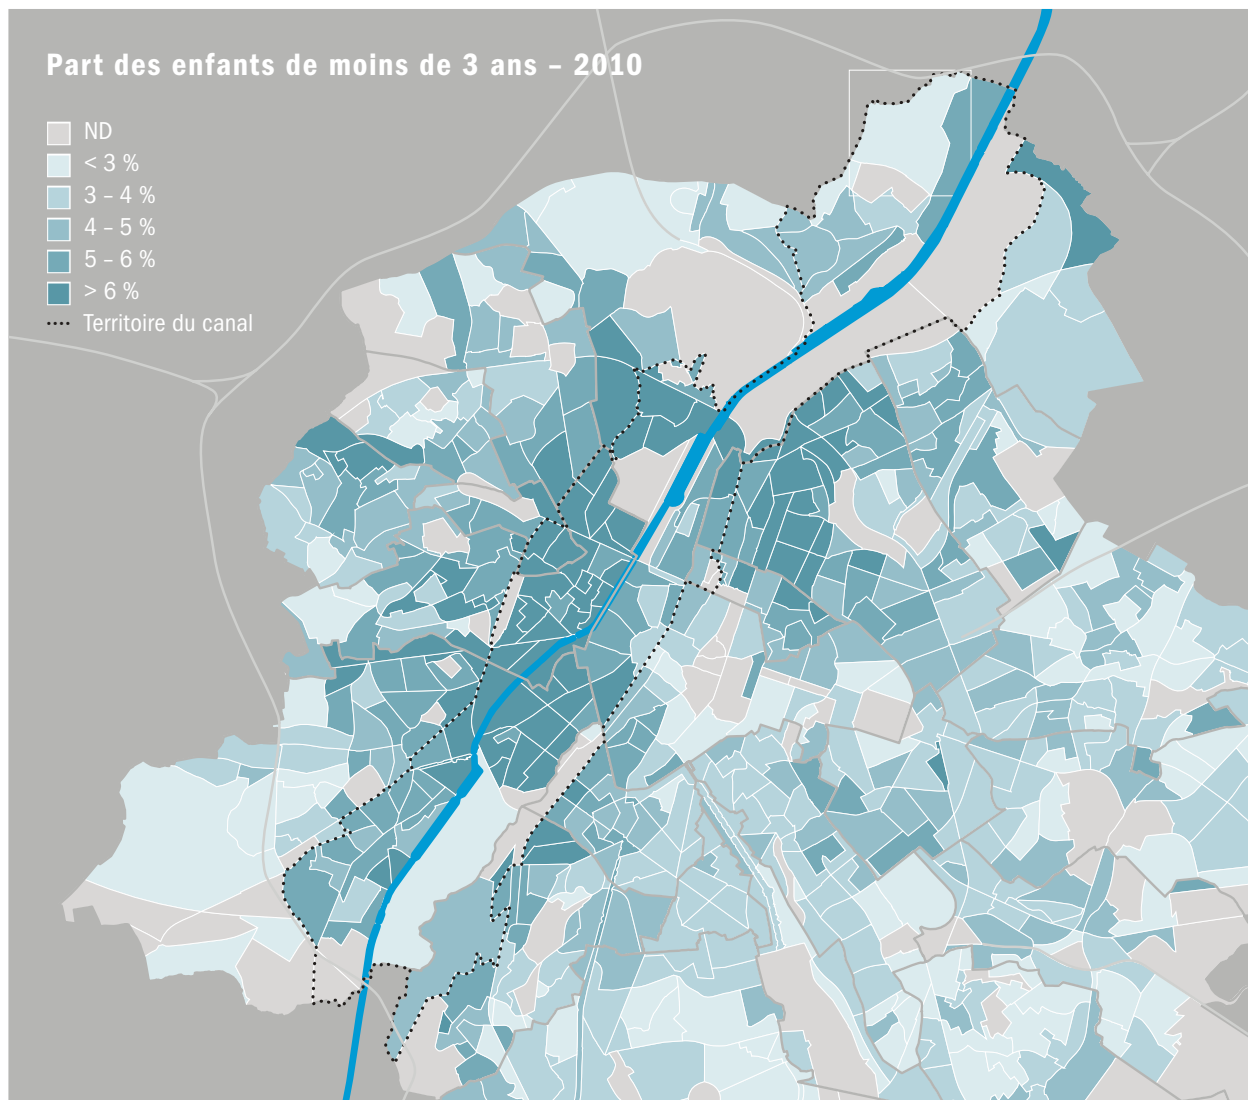 Part des enfants de moins de 3 ans – 2010
ND
< 3 %
3 – 4 %
4 – 5 %
5 – 6 %
> 6 %
Territoire du canal